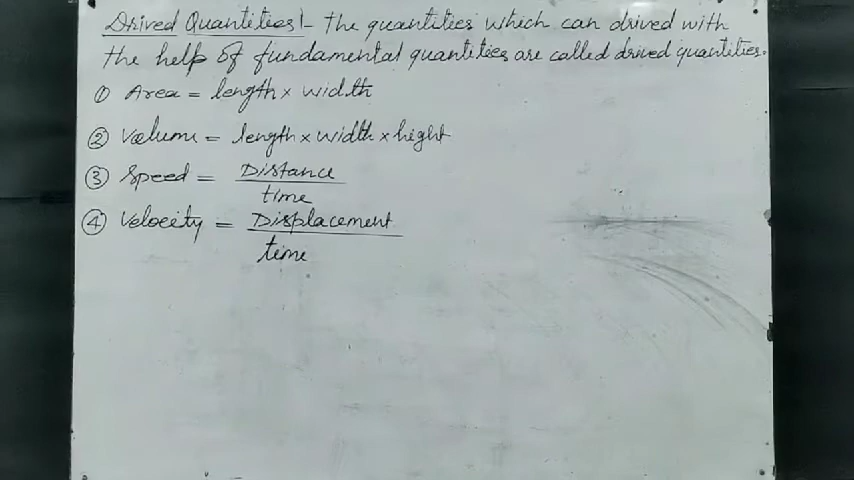 Drived Quantities:- The quantities which can drived with
the help of fundamental quantities are called drived quantities.
① Area = length × width
② Volume = length × width × hight
③ Speed = Distance
time
④ Velocity = Displacement
time